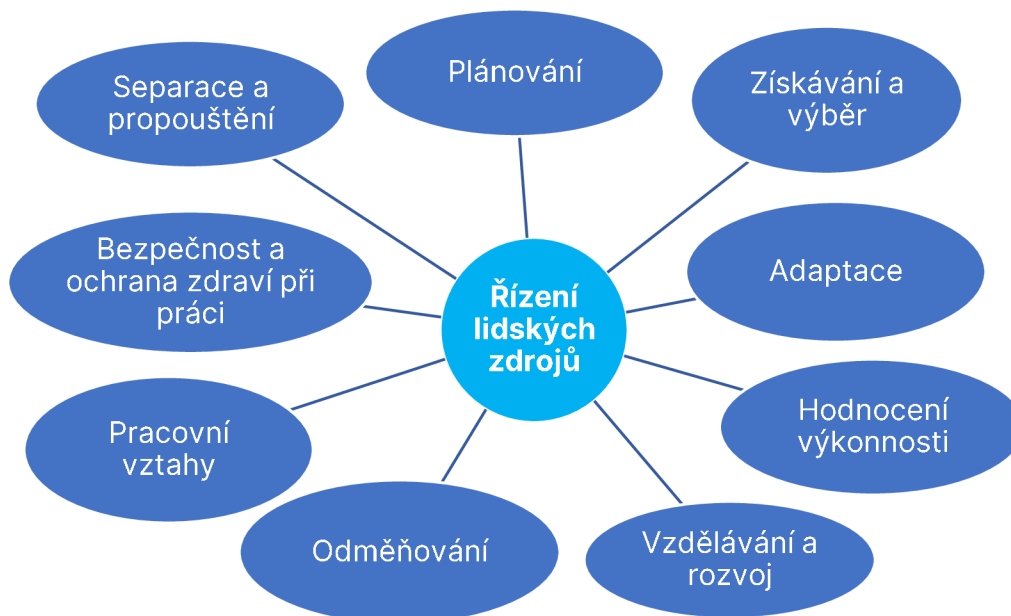 Plánování
Získávání a
výběr
Adaptace
Hodnocení
výkonnosti
Vzdělávání a
rozvoj
Odměňování
Pracovní
vztahy
Bezpečnost a
ochrana zdraví při
práci
Separace a
propouštění
Řízení
lidských
zdrojů